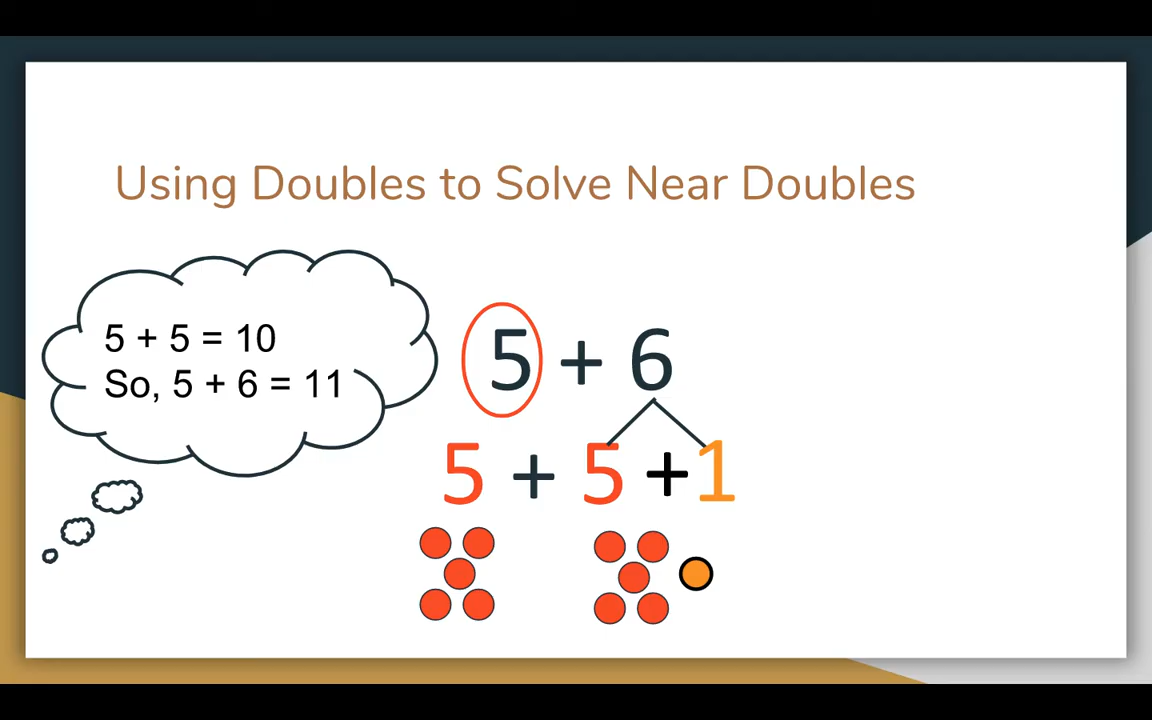 Using Doubles to Solve Near Doubles
5 + 5 = 10
So, 5 + 6 = 11
5 + 6
5 + 5 +1